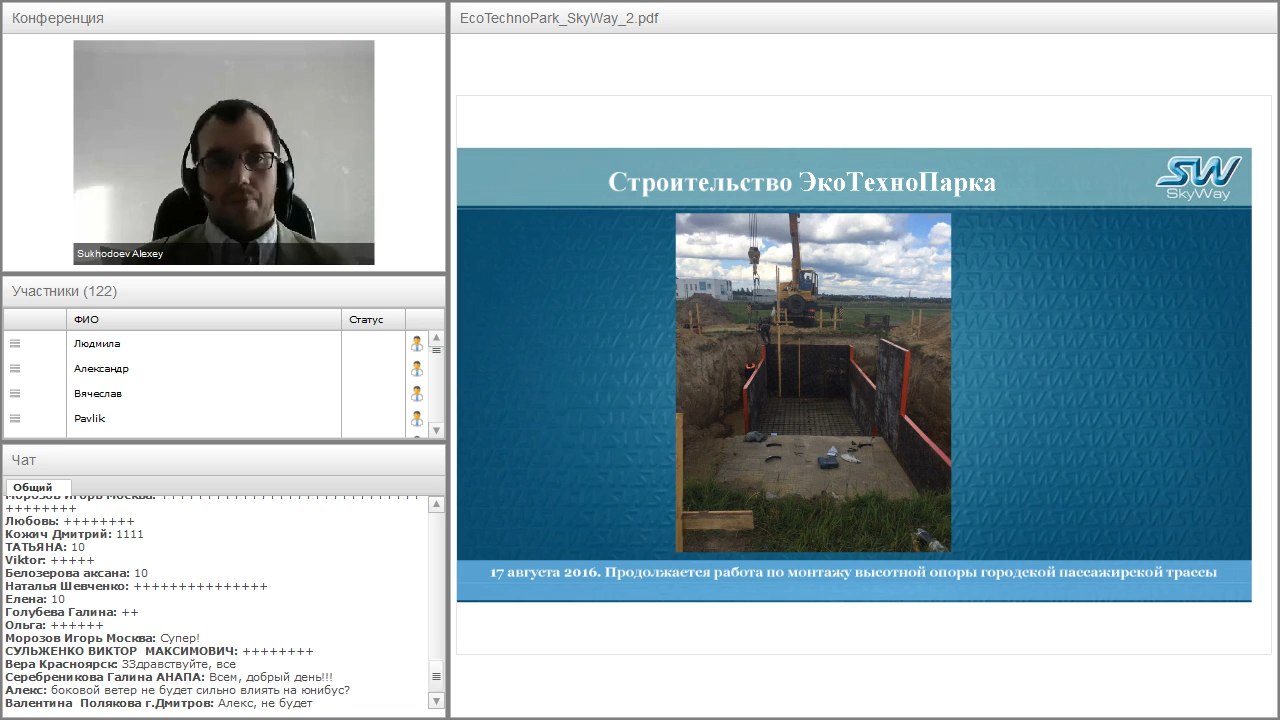 Конференция
Sukhodoev Alexey
Участники (122)
ФИО Статус
Людмила
Александр
Вячеслав
Pavlik
Чат
Общий
Морозов Игорь Москва: + + + + + + + + + + + + + + + + + + + + + + + + + + + +
++++++++
Любовь: ++++++++
Кожич Дмитрий: 1111
ТАТЬЯНА: 10
Viktor: +++++
Белозерова аксана: 10
Наталья Шевченко: +++++++++++++++
Елена: 10
Голубева Галина: ++
Ольга: ++++++
Морозов Игорь Москва: Супер!
СУЛЬЖЕНКО ВИКТОР МАКСИМОВИЧ: ++++++++
Вера Красноярск: ЗЗдравствуйте, все
Серебреникова Галина АНАПА: Всем, добрый день!!!
Алекс: боковой ветер не будет сильно влиять на юнибус?
Валентина Полякова г.Дмитров: Алекс, не будет
EcoTechnoPark_SkyWay_2.pdf
Строительство ЭкоТехноПарка
SW
SkyWay
17 августа 2016. Продолжается работа по монтажу высотной опоры городской пассажирской трассы